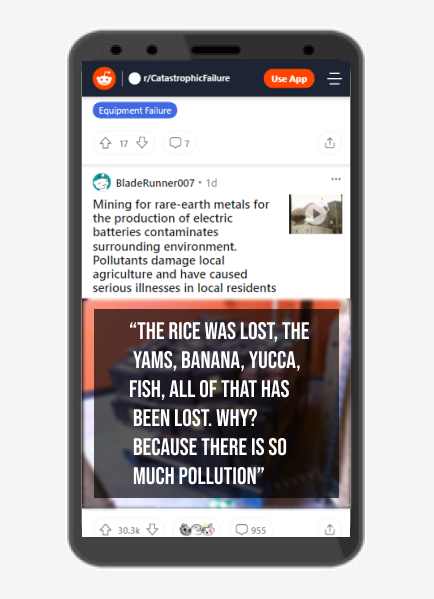 r/CatastrophicFailure
Use App
Equipment Failure
17
7
BladeRunner007 • 1d
Mining for rare-earth metals for
the production of electric
batteries contaminates
surrounding environment.
Pollutants damage local
agriculture and have caused
serious illnesses in local residents
“THE RICE WAS LOST, THE
YAMS, BANANA, YUCCA,
FISH, ALL OF THAT HAS
BEEN LOST. WHY?
BECAUSE THERE IS SO
MUCH POLLUTION”
30.3k
955